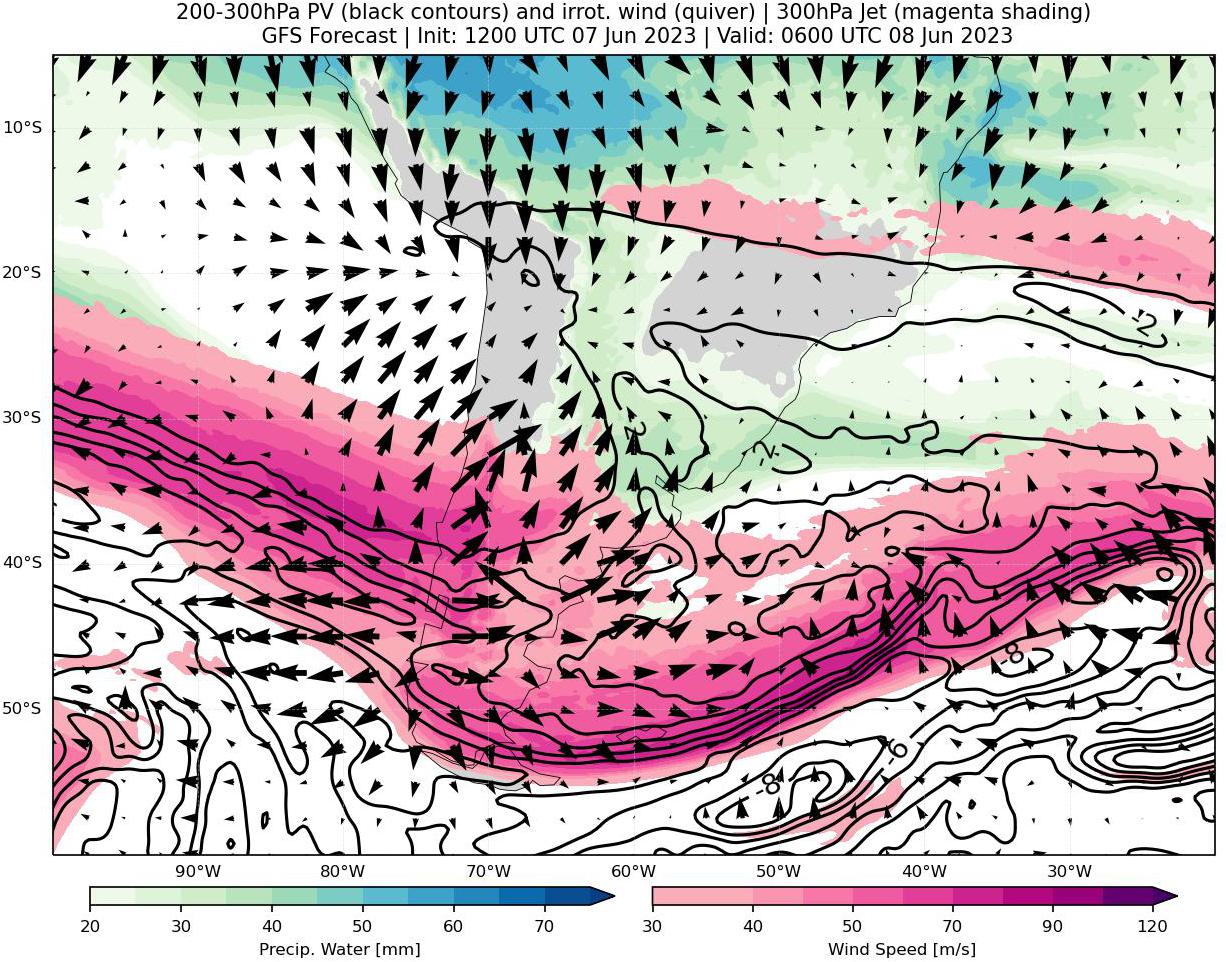 200-300hPa PV (black contours) and irrot. wind (quiver) | 300hPa Jet (magenta shading)
GFS Forecast | Init: 1200 UTC 07 Jun 2023 | Valid: 0600 UTC 08 Jun 2023
10°S
20°S
-2
30°S
-2
40°S
-8
50°S
-8
90°W 80°W 70°W 60°W 50°W 40°W 30°W
20 30 40 50 60 70
30 40 50 70 90 120
Precip. Water [mm]
Wind Speed [m/s]